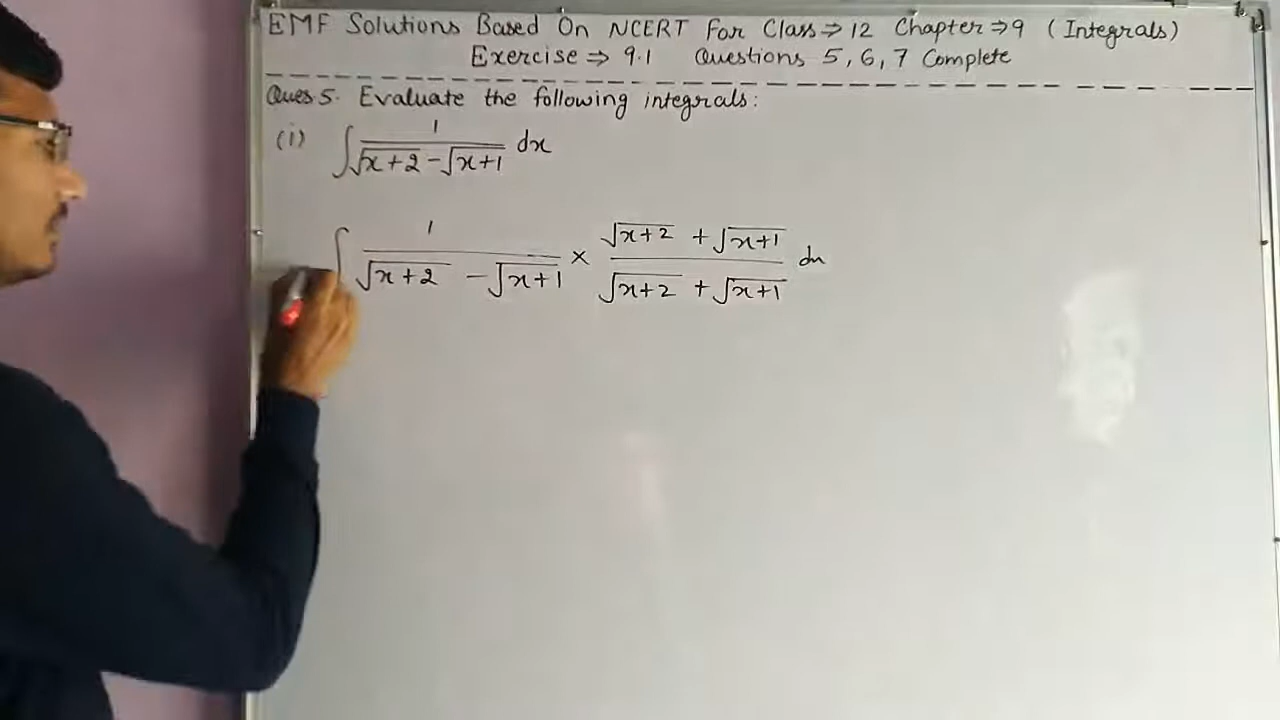 EMF Solutions Based On NCERT For Class⇒12 Chapter⇒9 (Integrals)
Exercise⇒ 9.1 Questions 5, 6, 7 Complete
Ques 5. Evaluate the following integrals:
(i) ∫ 1/(√x+2 - √x+1) dx
∫ 1/(√x+2 - √x+1) × (√x+2 + √x+1)/(√x+2 + √x+1) dx